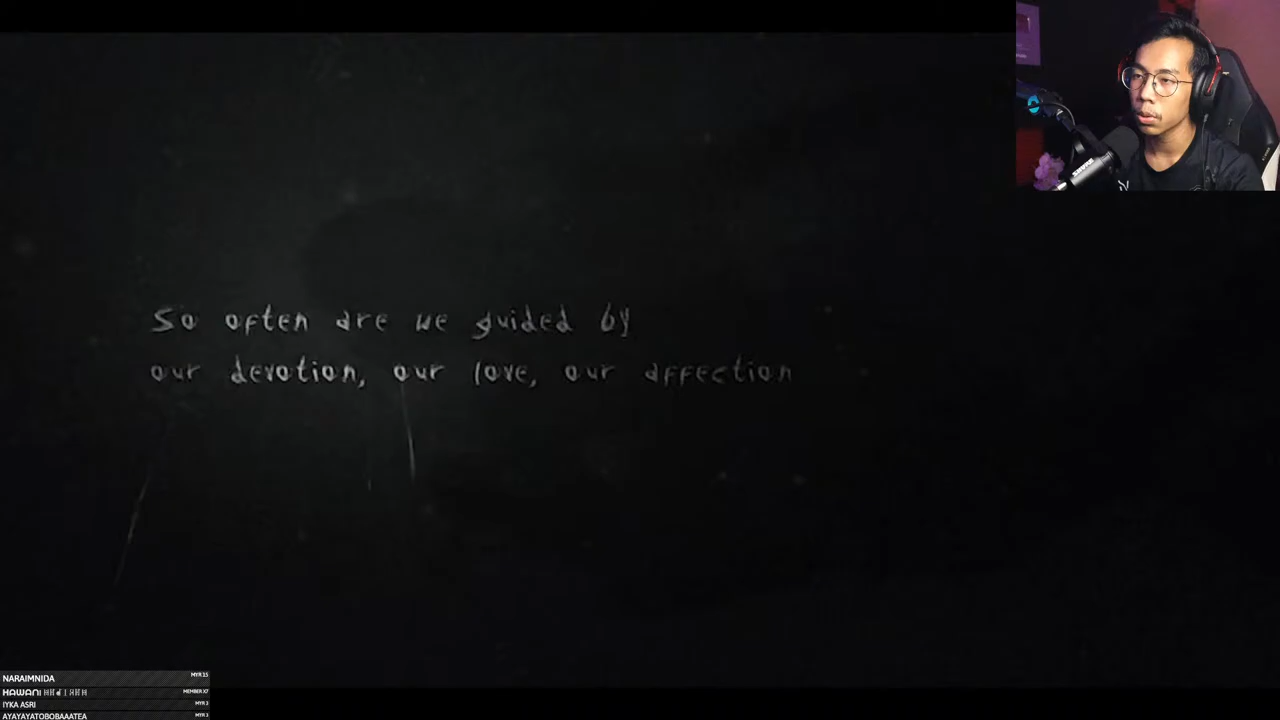 So often are we guided by
our devotion, our love, our affection
NARAIMNIDA MYR 15
HAWANI
MEMBER X7
IYKA ASRI MYR 3
AYAYAYATOBOBAAATEA MYR 3